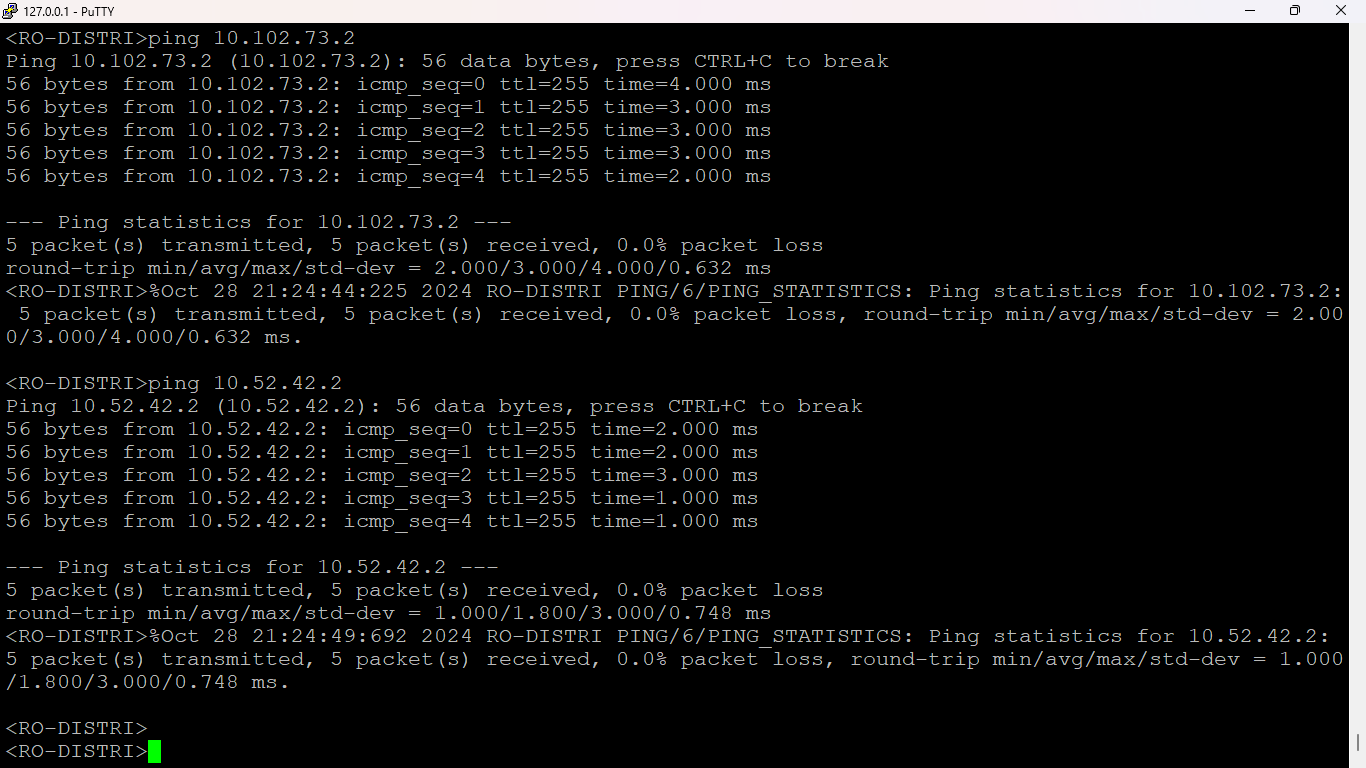 127.0.0.1 - PuTTY
<RO-DISTRI>ping 10.102.73.2
Ping 10.102.73.2 (10.102.73.2): 56 data bytes, press CTRL+C to break
56 bytes from 10.102.73.2: icmp_seq=0 ttl=255 time=4.000 ms
56 bytes from 10.102.73.2: icmp_seq=1 ttl=255 time=3.000 ms
56 bytes from 10.102.73.2: icmp_seq=2 ttl=255 time=3.000 ms
56 bytes from 10.102.73.2: icmp_seq=3 ttl=255 time=3.000 ms
56 bytes from 10.102.73.2: icmp_seq=4 ttl=255 time=2.000 ms
--- Ping statistics for 10.102.73.2 ---
5 packet(s) transmitted, 5 packet(s) received, 0.0% packet loss
round-trip min/avg/max/std-dev = 2.000/3.000/4.000/0.632 ms
<RO-DISTRI>%Oct 28 21:24:44:225 2024 RO-DISTRI PING/6/PING_STATISTICS: Ping statistics for 10.102.73.2:
 5 packet(s) transmitted, 5 packet(s) received, 0.0% packet loss, round-trip min/avg/max/std-dev = 2.00
0/3.000/4.000/0.632 ms.
<RO-DISTRI>ping 10.52.42.2
Ping 10.52.42.2 (10.52.42.2): 56 data bytes, press CTRL+C to break
56 bytes from 10.52.42.2: icmp_seq=0 ttl=255 time=2.000 ms
56 bytes from 10.52.42.2: icmp_seq=1 ttl=255 time=2.000 ms
56 bytes from 10.52.42.2: icmp_seq=2 ttl=255 time=3.000 ms
56 bytes from 10.52.42.2: icmp_seq=3 ttl=255 time=1.000 ms
56 bytes from 10.52.42.2: icmp_seq=4 ttl=255 time=1.000 ms
--- Ping statistics for 10.52.42.2 ---
5 packet(s) transmitted, 5 packet(s) received, 0.0% packet loss
round-trip min/avg/max/std-dev = 1.000/1.800/3.000/0.748 ms
<RO-DISTRI>%Oct 28 21:24:49:692 2024 RO-DISTRI PING/6/PING_STATISTICS: Ping statistics for 10.52.42.2:
5 packet(s) transmitted, 5 packet(s) received, 0.0% packet loss, round-trip min/avg/max/std-dev = 1.000
/1.800/3.000/0.748 ms.
<RO-DISTRI>
<RO-DISTRI>